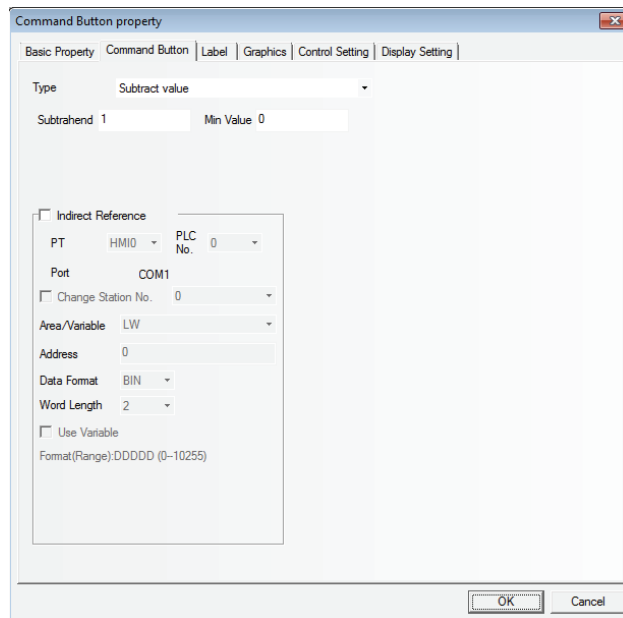 Command Button property
Basic Property Command Button Label Graphics Control Setting Display Setting
Type Subtract value
Subtrahend 1 Min Value 0
Indirect Reference
PT HMI0 PLC No. 0
Port COM1
Change Station No. 0
Area/Variable LW
Address 0
Data Format BIN
Word Length 2
Use Variable
Format(Range):DDDDD (0--10255)
OK Cancel